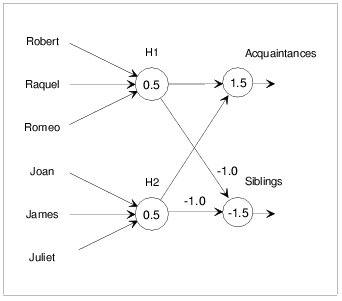 Robert
Raquel
Romeo
Joan
James
Juliet
H1
0.5
H2
0.5
Acquaintances
1.5
-1.0
Siblings
-1.0
-1.5